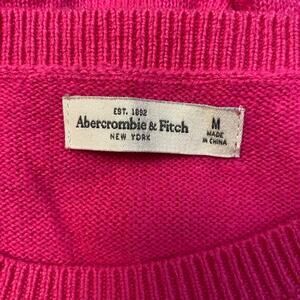 EST. 1892
Abercrombie & Fitch
NEW YORK
M
MADE
IN CHINA